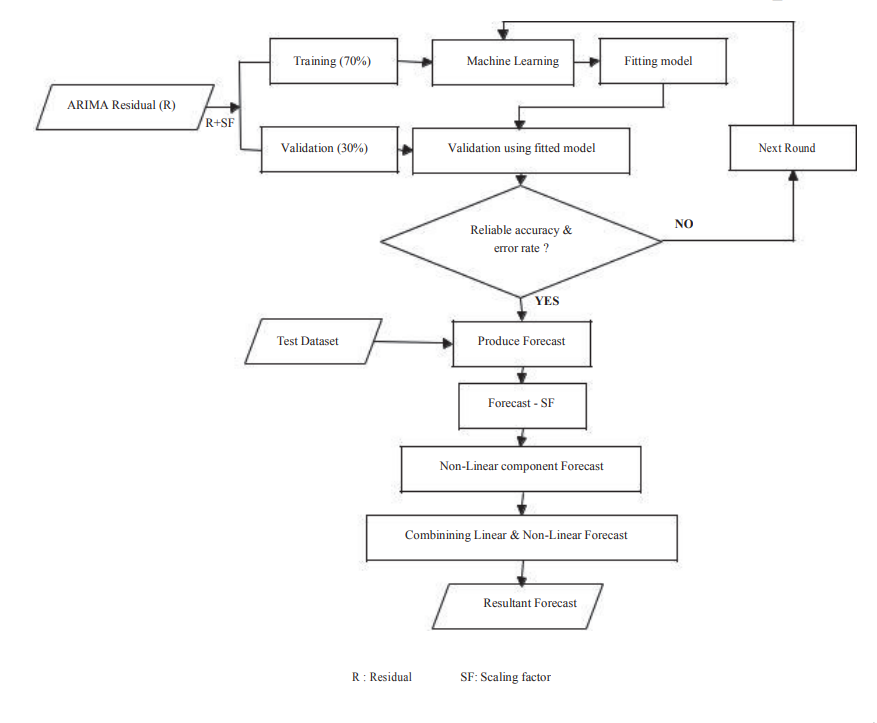 Training (70%)
Machine Learning
Fitting model
ARIMA Residual (R)
R+SF
Validation (30%)
Validation using fitted model
Next Round
Reliable accuracy &
error rate ?
NO
YES
Test Dataset
Produce Forecast
Forecast - SF
Non-Linear component Forecast
Combinining Linear & Non-Linear Forecast
Resultant Forecast
R : Residual
SF: Scaling factor